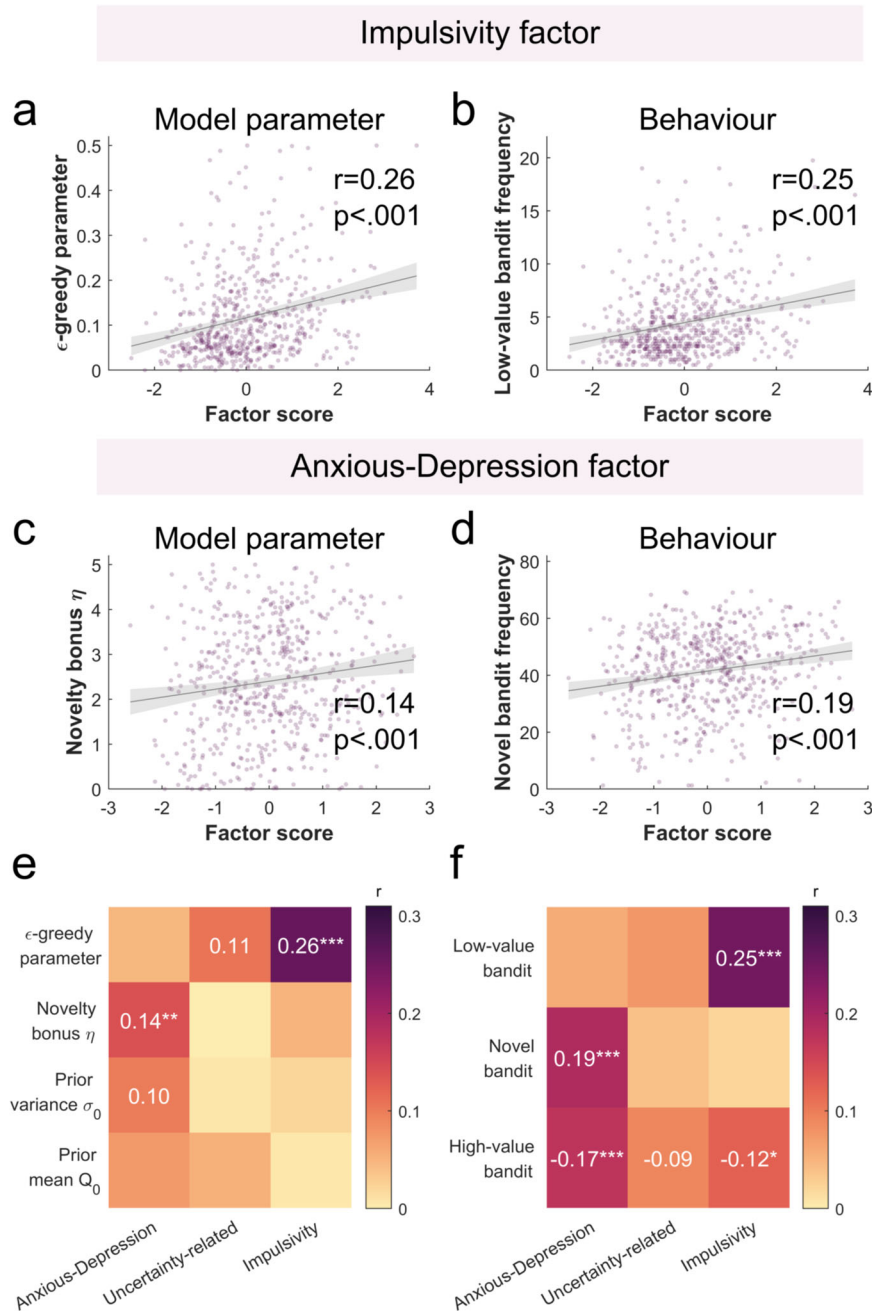 Impulsivity factor
a
Model parameter
ϵ-greedy parameter
0.5
0.4
0.3
0.2
0.1
0
r=0.26
p<.001
-2
0
2
4
Factor score
b
Behaviour
Low-value bandit frequency
20
15
10
5
0
r=0.25
p<.001
-2
0
2
4
Factor score
Anxious-Depression factor
c
Model parameter
Novelty bonus η
5
4
3
2
1
0
r=0.14
p<.001
-3
-2
-1
0
1
2
3
Factor score
d
Behaviour
Novel bandit frequency
80
60
40
20
0
r=0.19
p<.001
-3
-2
-1
0
1
2
3
Factor score
e
ϵ-greedy
parameter
0.11
0.26***
Novelty
bonus η
0.14**
Prior
variance σ₀
0.10
Prior
mean Q₀
Anxious-Depression
Uncertainty-related
Impulsivity
r
0.3
0.2
0.1
0
f
Low-value
bandit
0.25***
Novel
bandit
0.19***
High-value
bandit
-0.17***
-0.09
-0.12*
Anxious-Depression
Uncertainty-related
Impulsivity
r
0.3
0.2
0.1
0